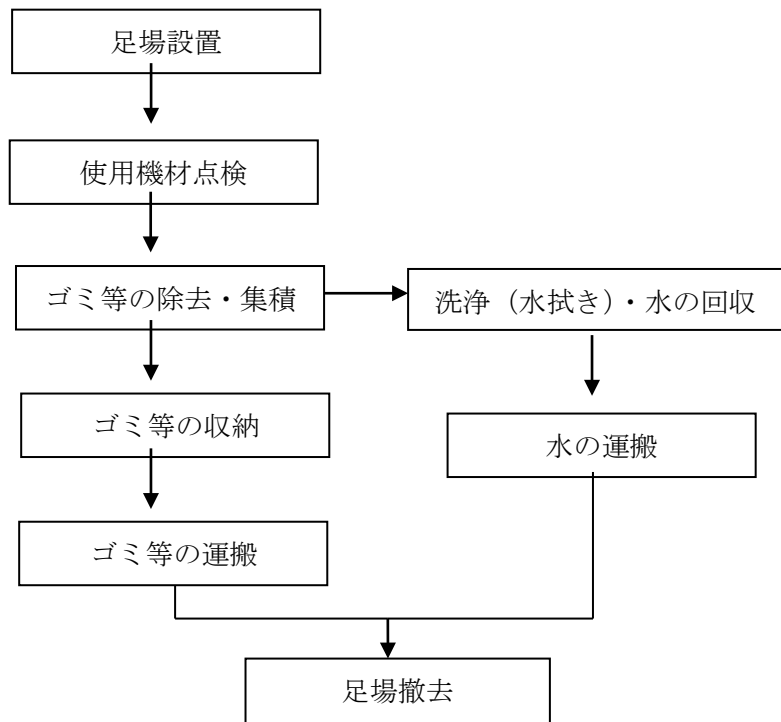 足場設置
使用機材点検
ゴミ等の除去・集積
洗浄（水拭き）・水の回収
ゴミ等の収納
水の運搬
ゴミ等の運搬
足場撤去